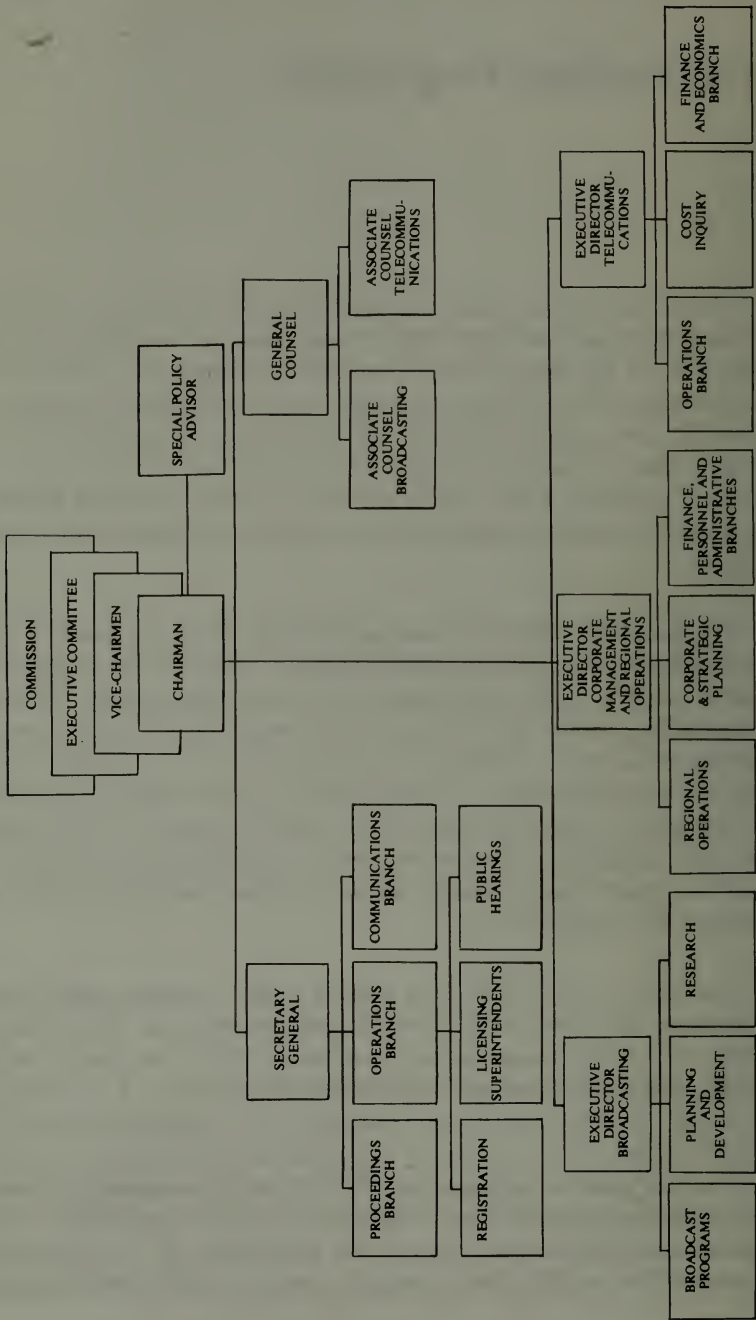 COMMISSION
EXECUTIVE COMMITTEE
VICE-CHAIRMEN
CHAIRMAN
SPECIAL POLICY
ADVISOR
SECRETARY
GENERAL
GENERAL
COUNSEL
PROCEEDINGS
BRANCH
OPERATIONS
BRANCH
COMMUNICATIONS
BRANCH
ASSOCIATE
COUNSEL
BROADCASTING
ASSOCIATE
COUNSEL
TELECOMMU-
NICATIONS
REGISTRATION
LICENSING
SUPERINTENDENTS
PUBLIC
HEARINGS
EXECUTIVE
DIRECTOR
BROADCASTING
EXECUTIVE
DIRECTOR
CORPORATE
MANAGEMENT
AND REGIONAL
OPERATIONS
EXECUTIVE
DIRECTOR
TELECOMMU-
CATIONS
BROADCAST
PROGRAMS
PLANNING
AND
DEVELOPMENT
RESEARCH
REGIONAL
OPERATIONS
CORPORATE
& STRATEGIC
PLANNING
FINANCE,
PERSONNEL AND
ADMINISTRATIVE
BRANCHES
OPERATIONS
BRANCH
COST
INQUIRY
FINANCE
AND ECONOMICS
BRANCH